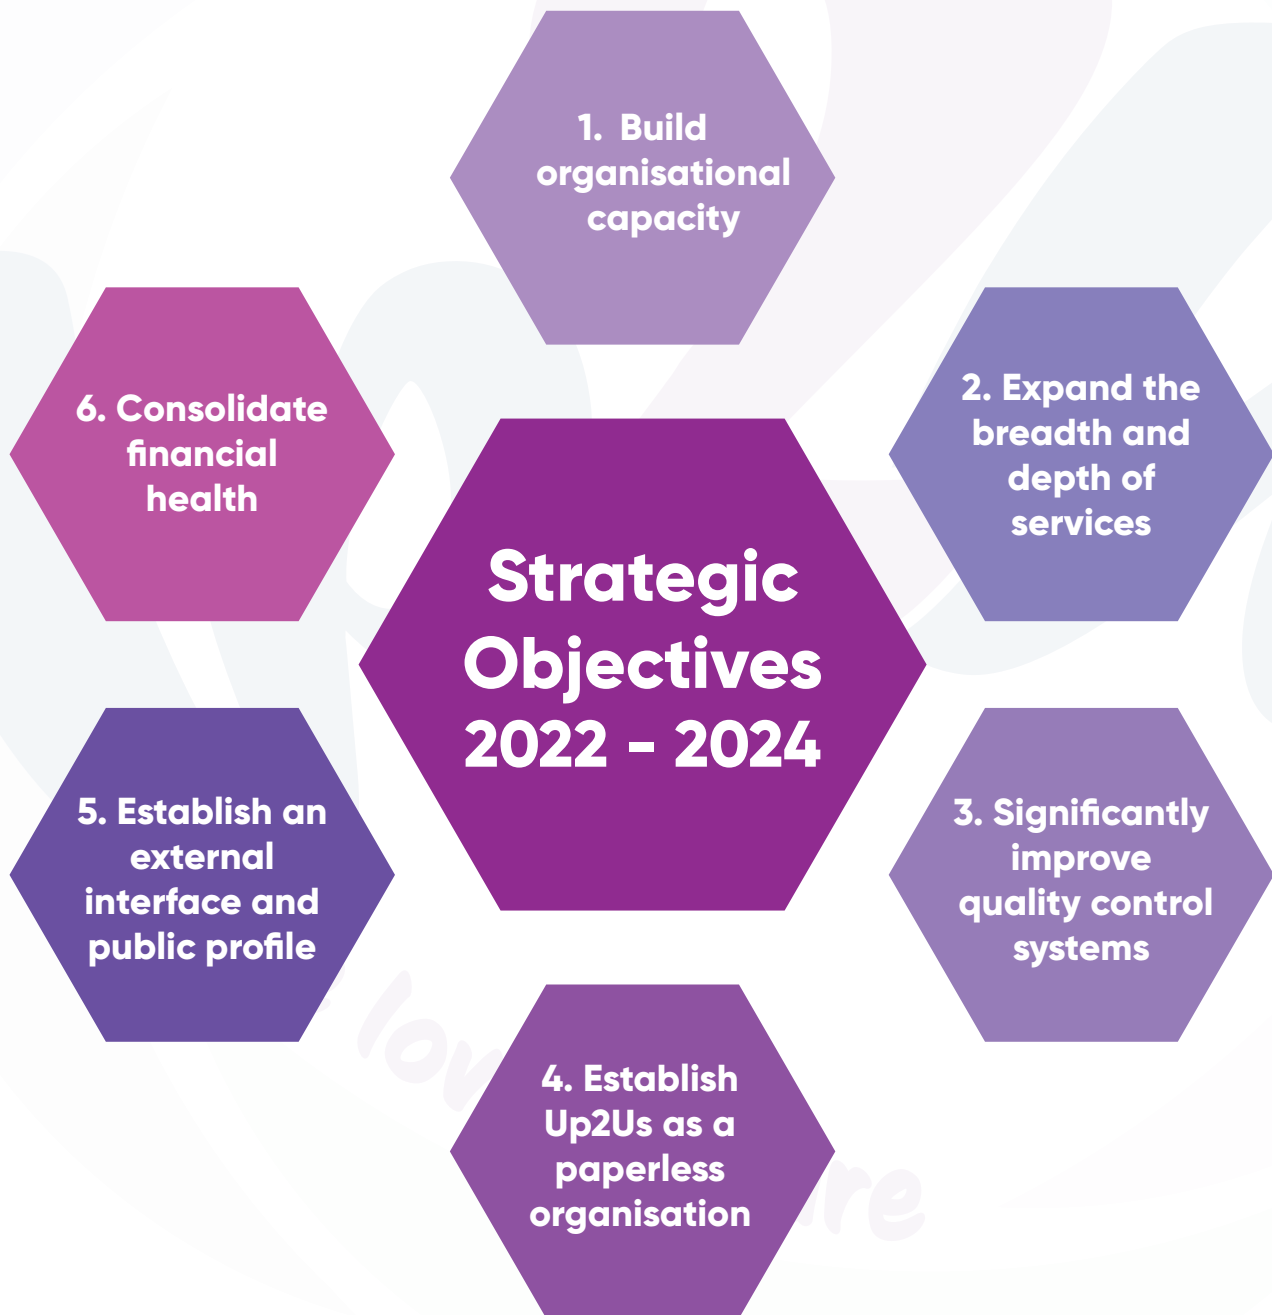 1. Build
organisational
capacity
2. Expand the
breadth and
depth of
services
3. Significantly
improve
quality control
systems
4. Establish
Up2Us as a
paperless
organisation
5. Establish an
external
interface and
public profile
6. Consolidate
financial
health
Strategic
Objectives
2022 - 2024